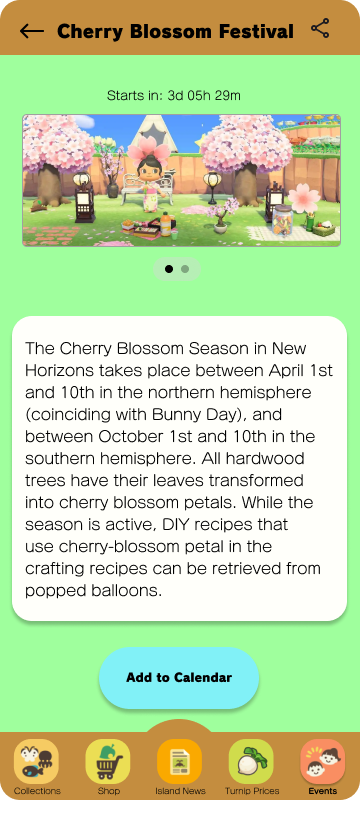 Cherry Blossom Festival
Starts in: 3d 05h 29m
The Cherry Blossom Season in New
Horizons takes place between April 1st
and 10th in the northern hemisphere
(coinciding with Bunny Day), and
between October 1st and 10th in the
southern hemisphere. All hardwood
trees have their leaves transformed
into cherry blossom petals. While the
season is active, DIY recipes that
use cherry-blossom petal in the
crafting recipes can be retrieved from
popped balloons.
Add to Calendar
Collections
Shop
Island News
Turnip Prices
Events